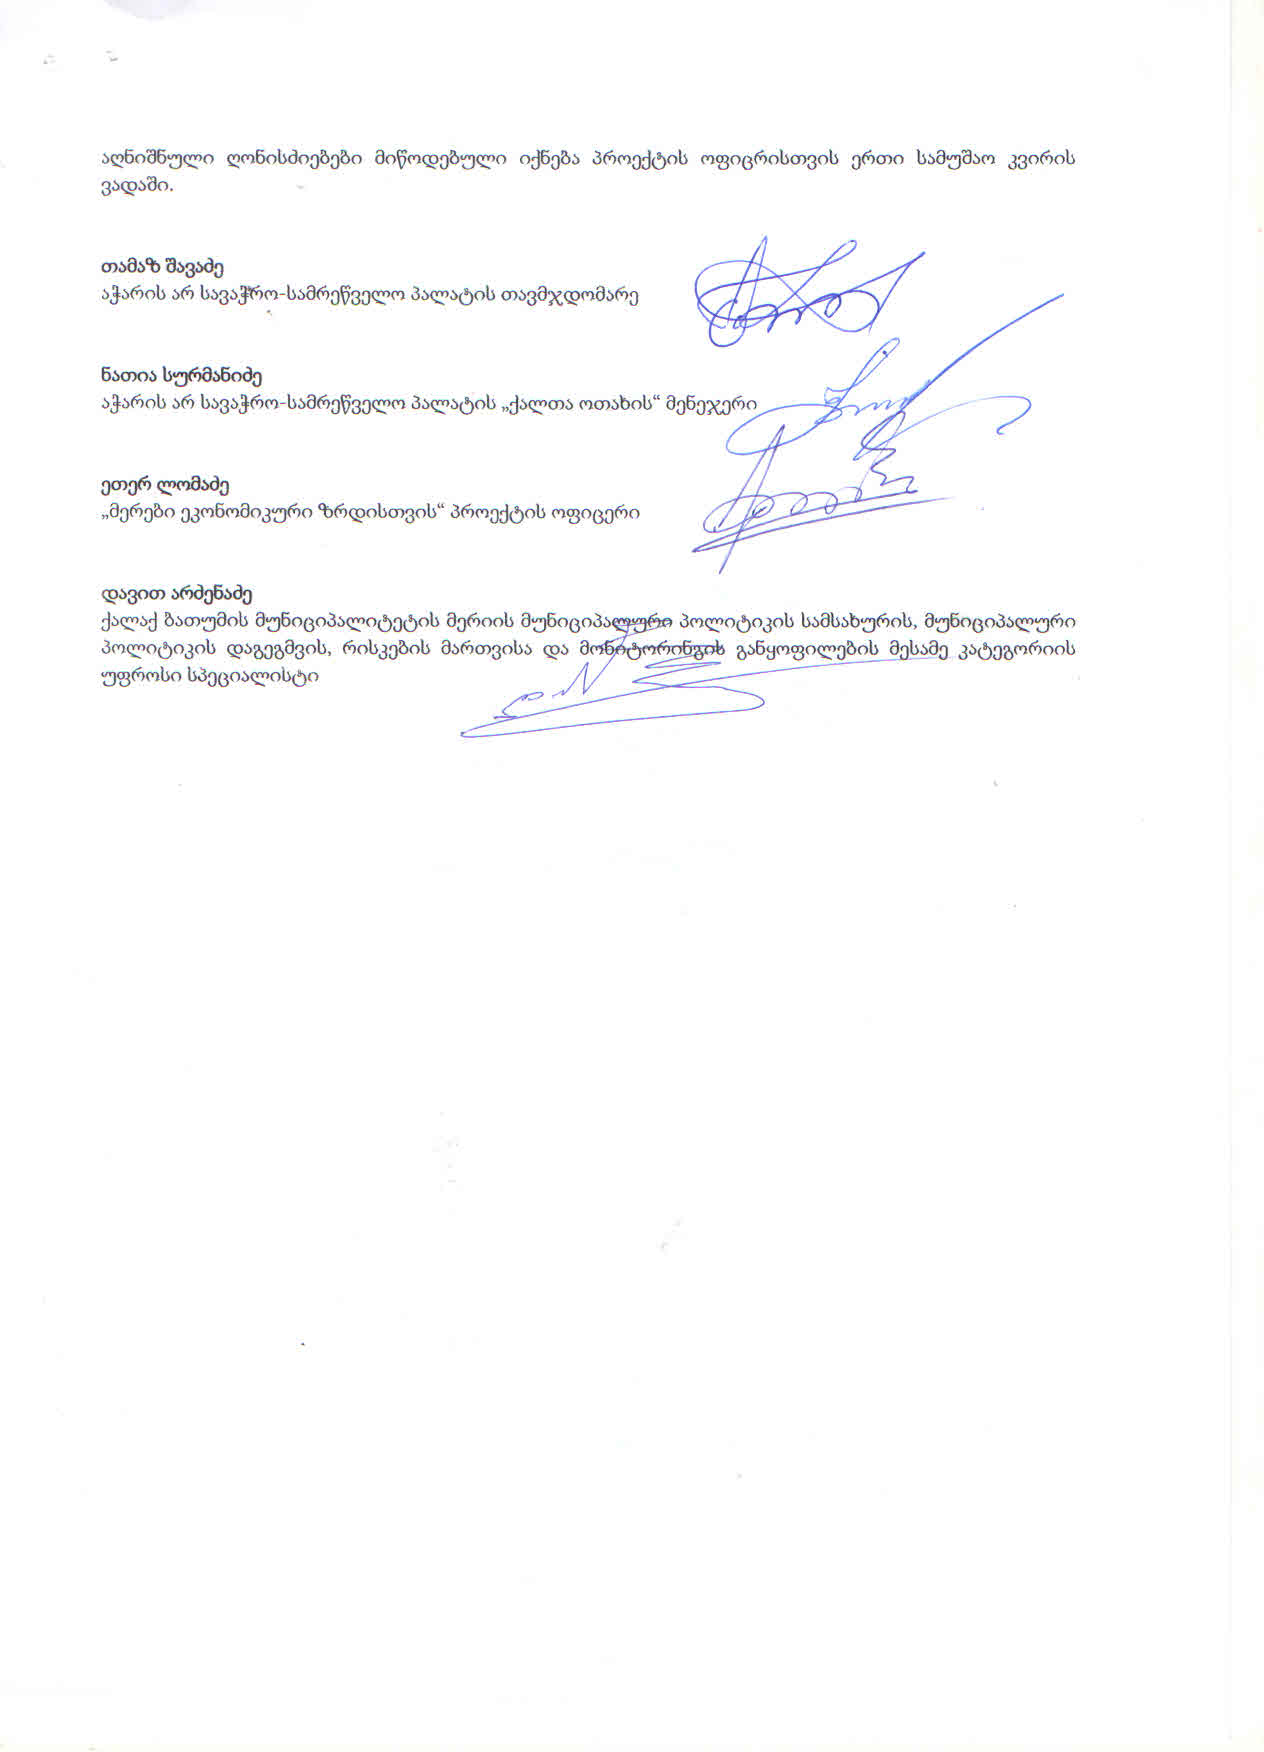 აღნიშნული ღონისძიებები მიწოდებული იქნება პროექტის ოფიცრისთვის ერთი სამუშაო კვირის
ვადაში.
თამაზ შავაძე
აჭარის არ სავაჭრო-სამრეწველო პალატის თავმჯდომარე
ნათია სურმანიძე
აჭარის არ სავაჭრო-სამრეწველო პალატის „ქალთა ოთახის“ მენეჯერი
ეთერ ლომაძე
„მერები ეკონომიკური ზრდისთვის“ პროექტის ოფიცერი
დავით არძენაძე
ქალაქ ბათუმის მუნიციპალიტეტის მერიის მუნიციპალური პოლიტიკის სამსახურის, მუნიციპალური
პოლიტიკის დაგეგმვის, რისკების მართვისა და მონიტორინგის განყოფილების მესამე კატეგორიის
უფროსი სპეციალისტი